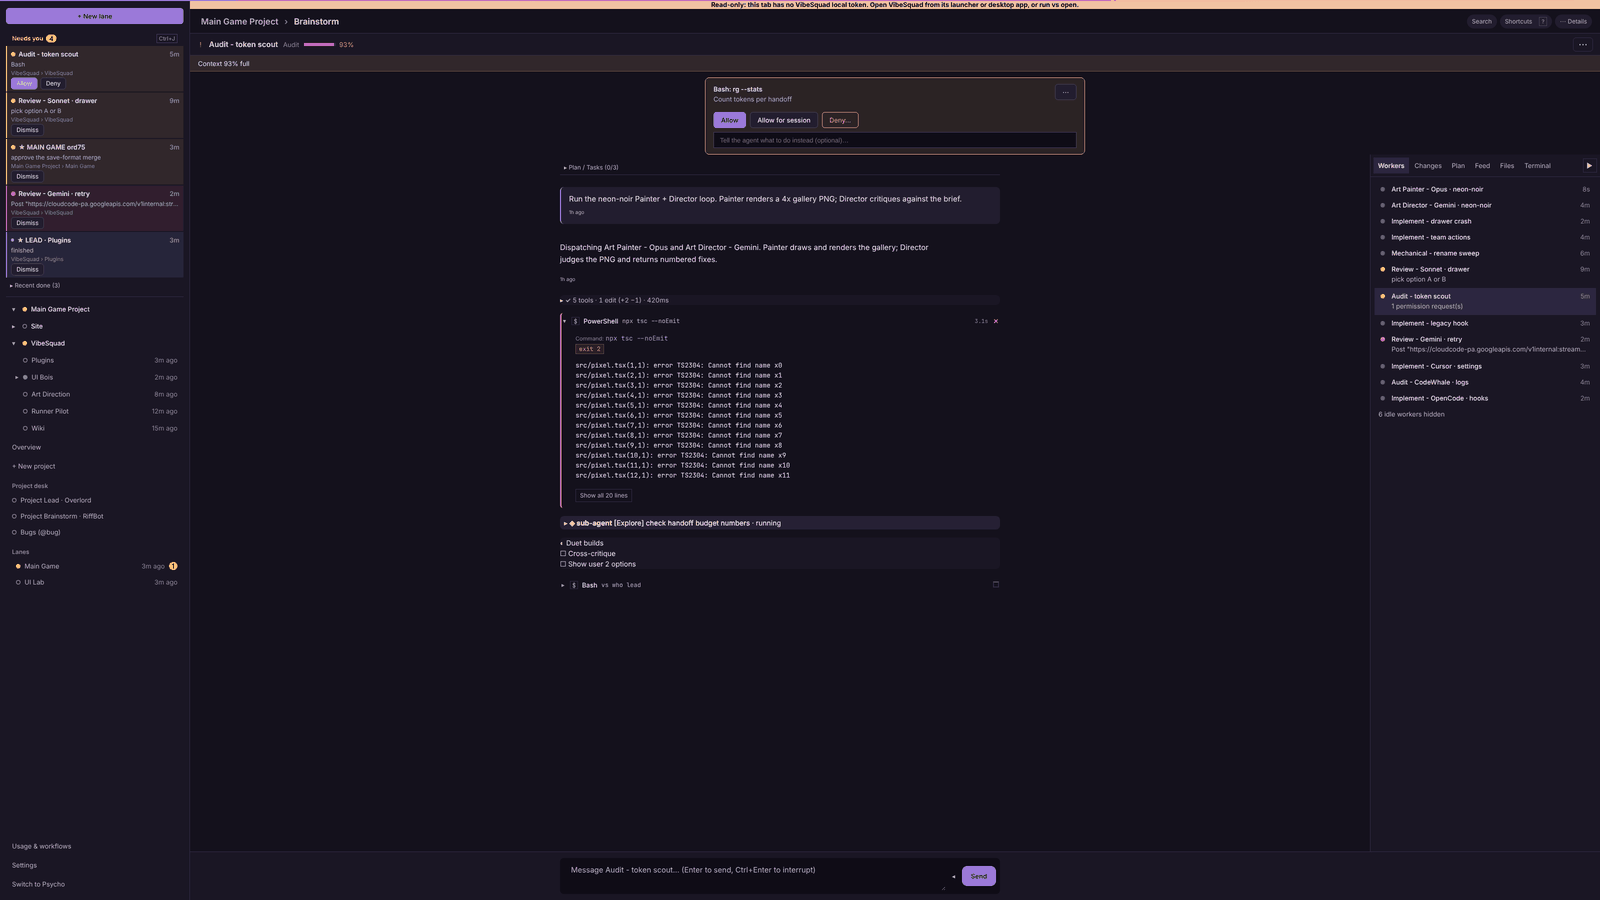 Read-only: this tab has no VibeSquad local token. Open VibeSquad from its launcher or desktop app, or run vs open.
+ New lane
Needs you 4 Ctrl+J
Audit - token scout 5m
Bash
VibeSquad › VibeSquad
Allow Deny
Review - Sonnet · drawer 9m
pick option A or B
VibeSquad › VibeSquad
Dismiss
★ MAIN GAME ord75 3m
approve the save-format merge
Main Game Project › Main Game
Dismiss
Review - Gemini · retry 2m
Post "https://cloudcode-pa.googleapis.com/v1internal:stream...
VibeSquad › VibeSquad
Dismiss
★ LEAD · Plugins 3m
finished
VibeSquad › Plugins
Dismiss
▸ Recent done (3)
▾ Main Game Project
▸ Site
▾ VibeSquad
Plugins 3m ago
▸ UI Bois 2m ago
Art Direction 8m ago
Runner Pilot 12m ago
Wiki 15m ago
Overview
+ New project
Project desk
Project Lead · Overlord
Project Brainstorm · RiffBot
Bugs (@bug)
Lanes
Main Game 3m ago 1
UI Lab 3m ago
Usage & workflows
Settings
Switch to Psycho
Main Game Project › Brainstorm
Search Shortcuts ? ··· Details
! Audit - token scout Audit 93%
···
Context 93% full
Bash: rg --stats
Count tokens per handoff
···
Allow Allow for session Deny...
Tell the agent what to do instead (optional)...
▸ Plan / Tasks (0/3)
Run the neon-noir Painter + Director loop. Painter renders a 4x gallery PNG; Director critiques against the brief.
1h ago
Dispatching Art Painter - Opus and Art Director - Gemini. Painter draws and renders the gallery; Director
judges the PNG and returns numbered fixes.
1h ago
▸ ✓ 5 tools · 1 edit (+2 −1) · 420ms
▾ $ PowerShell npx tsc --noEmit 3.1s ×
Command: npx tsc --noEmit
exit 2
src/pixel.tsx(1,1): error TS2304: Cannot find name x0
src/pixel.tsx(2,1): error TS2304: Cannot find name x1
src/pixel.tsx(3,1): error TS2304: Cannot find name x2
src/pixel.tsx(4,1): error TS2304: Cannot find name x3
src/pixel.tsx(5,1): error TS2304: Cannot find name x4
src/pixel.tsx(6,1): error TS2304: Cannot find name x5
src/pixel.tsx(7,1): error TS2304: Cannot find name x6
src/pixel.tsx(8,1): error TS2304: Cannot find name x7
src/pixel.tsx(9,1): error TS2304: Cannot find name x8
src/pixel.tsx(10,1): error TS2304: Cannot find name x9
src/pixel.tsx(11,1): error TS2304: Cannot find name x10
src/pixel.tsx(12,1): error TS2304: Cannot find name x11
Show all 20 lines
▸ ◆ sub-agent [Explore] check handoff budget numbers · running
Duet builds
☐ Cross-critique
☐ Show user 2 options
▸ $ Bash vs who lead
Message Audit - token scout... (Enter to send, Ctrl+Enter to interrupt)
Send
Workers Changes Plan Feed Files Terminal
Art Painter - Opus · neon-noir 8s
Art Director - Gemini · neon-noir 4m
Implement - drawer crash 2m
Implement - team actions 4m
Mechanical - rename sweep 6m
Review - Sonnet · drawer 9m
pick option A or B
Audit - token scout 5m
1 permission request(s)
Implement - legacy hook 3m
Review - Gemini · retry 2m
Post "https://cloudcode-pa.googleapis.com/v1internal:stream...
Implement - Cursor · settings 3m
Audit - CodeWhale · logs 4m
Implement - OpenCode · hooks 2m
6 idle workers hidden